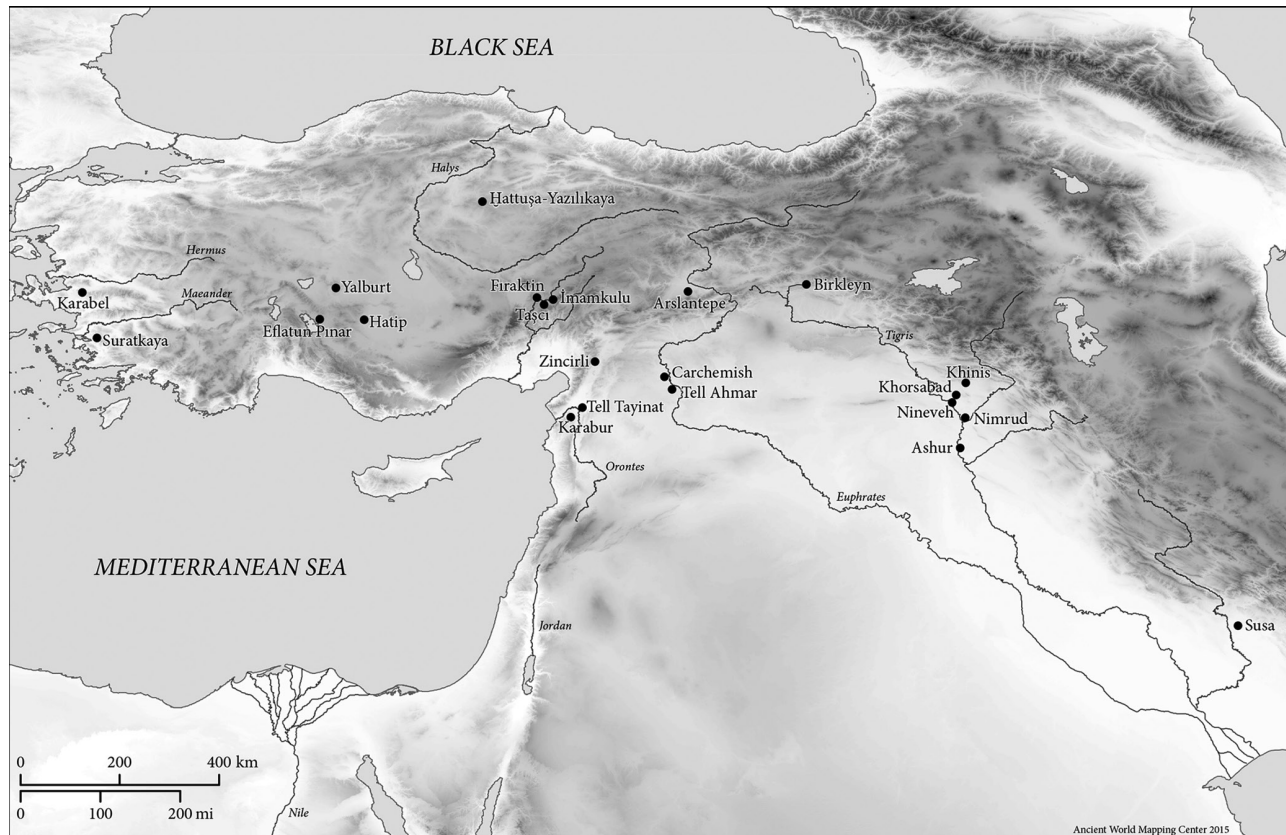 BLACK SEA
Halys
Ḫattuşa-Yazılıkaya
Hermus
Maeander
Karabel
Suratkaya
Yalburt
Eflatun Pınar
Hatip
Fıraktin
İmamkulu
Taşcı
Arslantepe
Birkleyn
Tigris
Zincirli
Carchemish
Tell Ahmar
Khinis
Khorsabad
Nineveh
Nimrud
Tell Tayinat
Karabur
Ashur
Orontes
Euphrates
MEDITERRANEAN SEA
Jordan
Susa
0 200 400 km
0 100 200 mi
Nile
Ancient World Mapping Center 2015